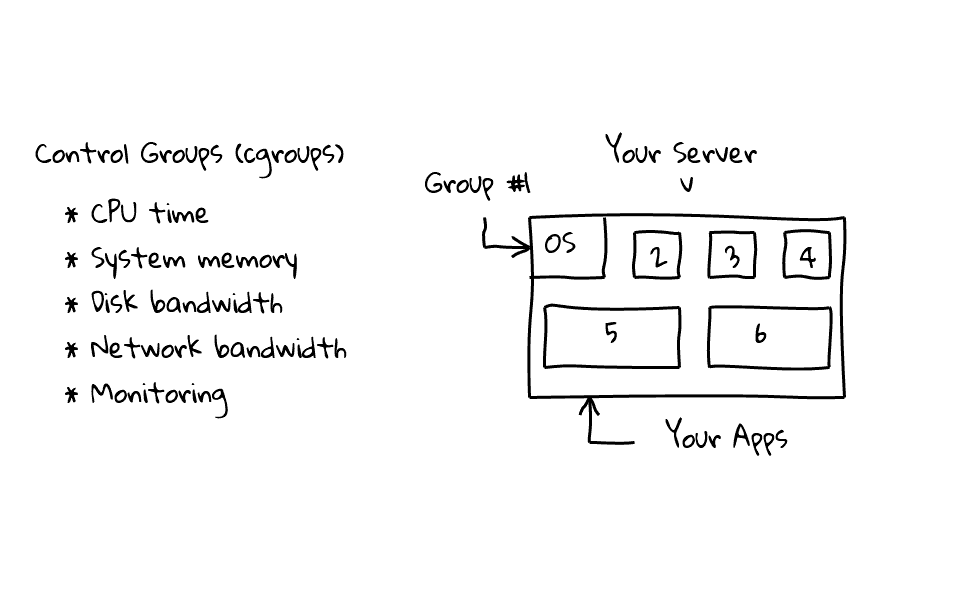 Control Groups (cgroups)
* CPU time
* System memory
* Disk bandwidth
* Network bandwidth
* Monitoring
Your Server
v
Group #1
OS
2
3
4
5
6
Your Apps